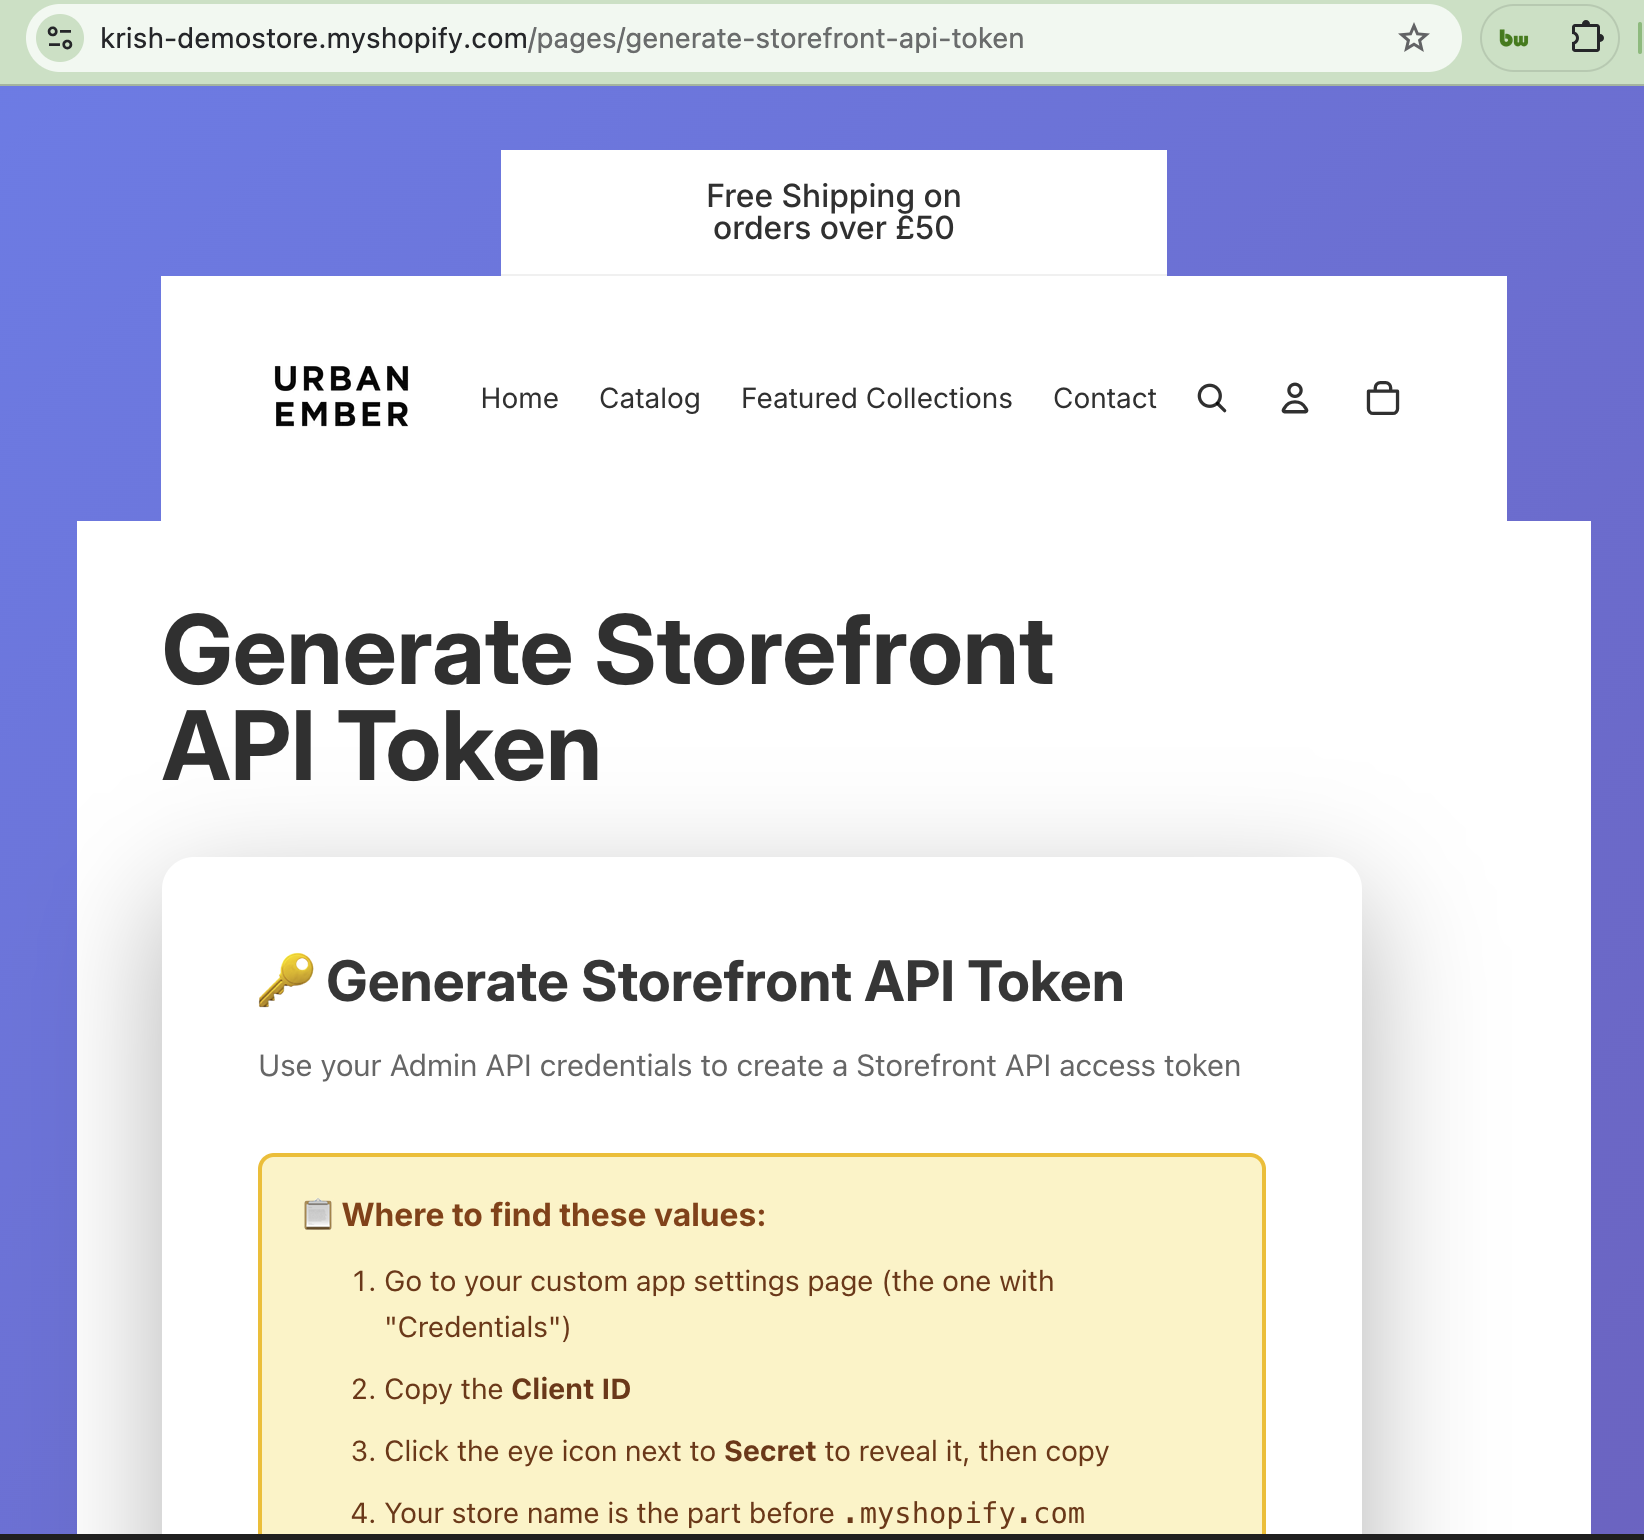 krish-demostore.myshopify.com/pages/generate-storefront-api-token
bw
Free Shipping on
orders over £50
URBAN
EMBER
Home Catalog Featured Collections Contact
Generate Storefront
API Token
🔑 Generate Storefront API Token
Use your Admin API credentials to create a Storefront API access token
📋 Where to find these values:
1. Go to your custom app settings page (the one with
"Credentials")
2. Copy the Client ID
3. Click the eye icon next to Secret to reveal it, then copy
4. Your store name is the part before .myshopify.com